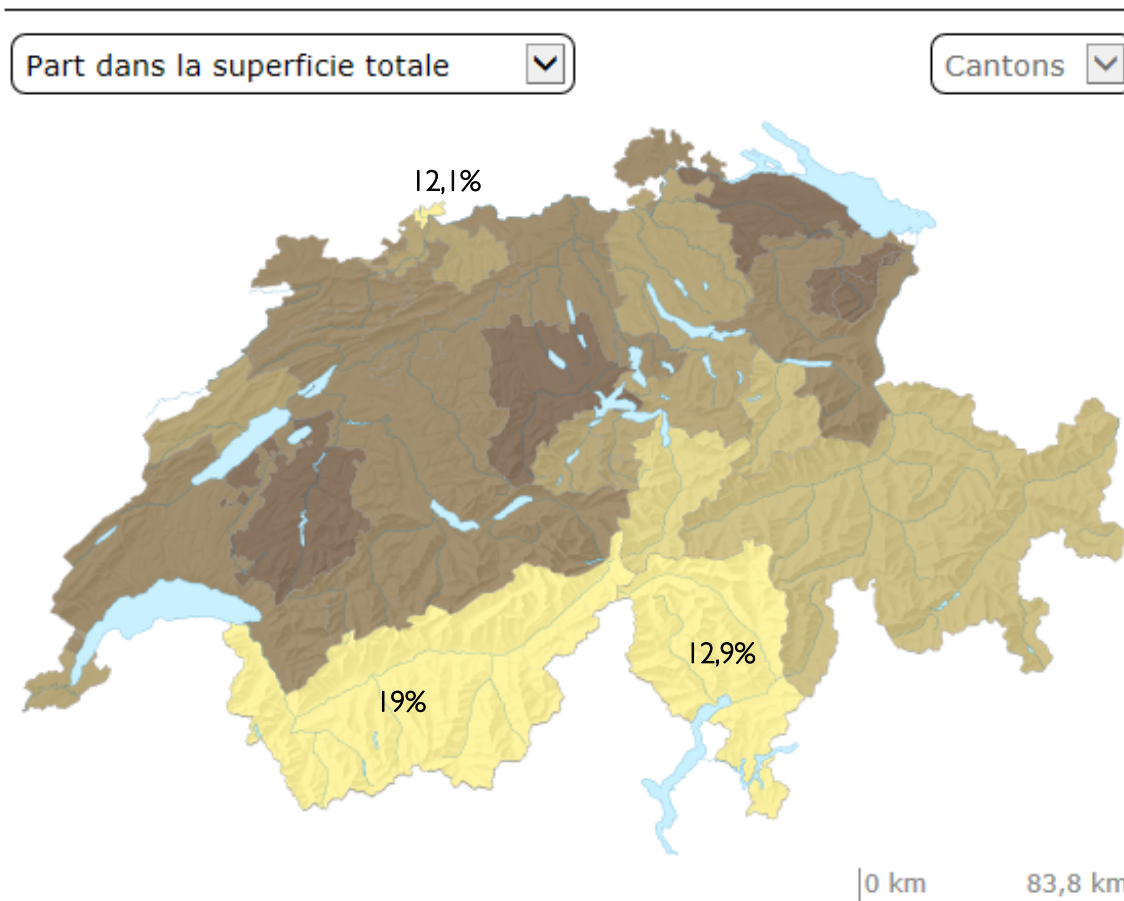 Part dans la superficie totale
Cantons
12,1%
12,9%
19%
0 km
83,8 km